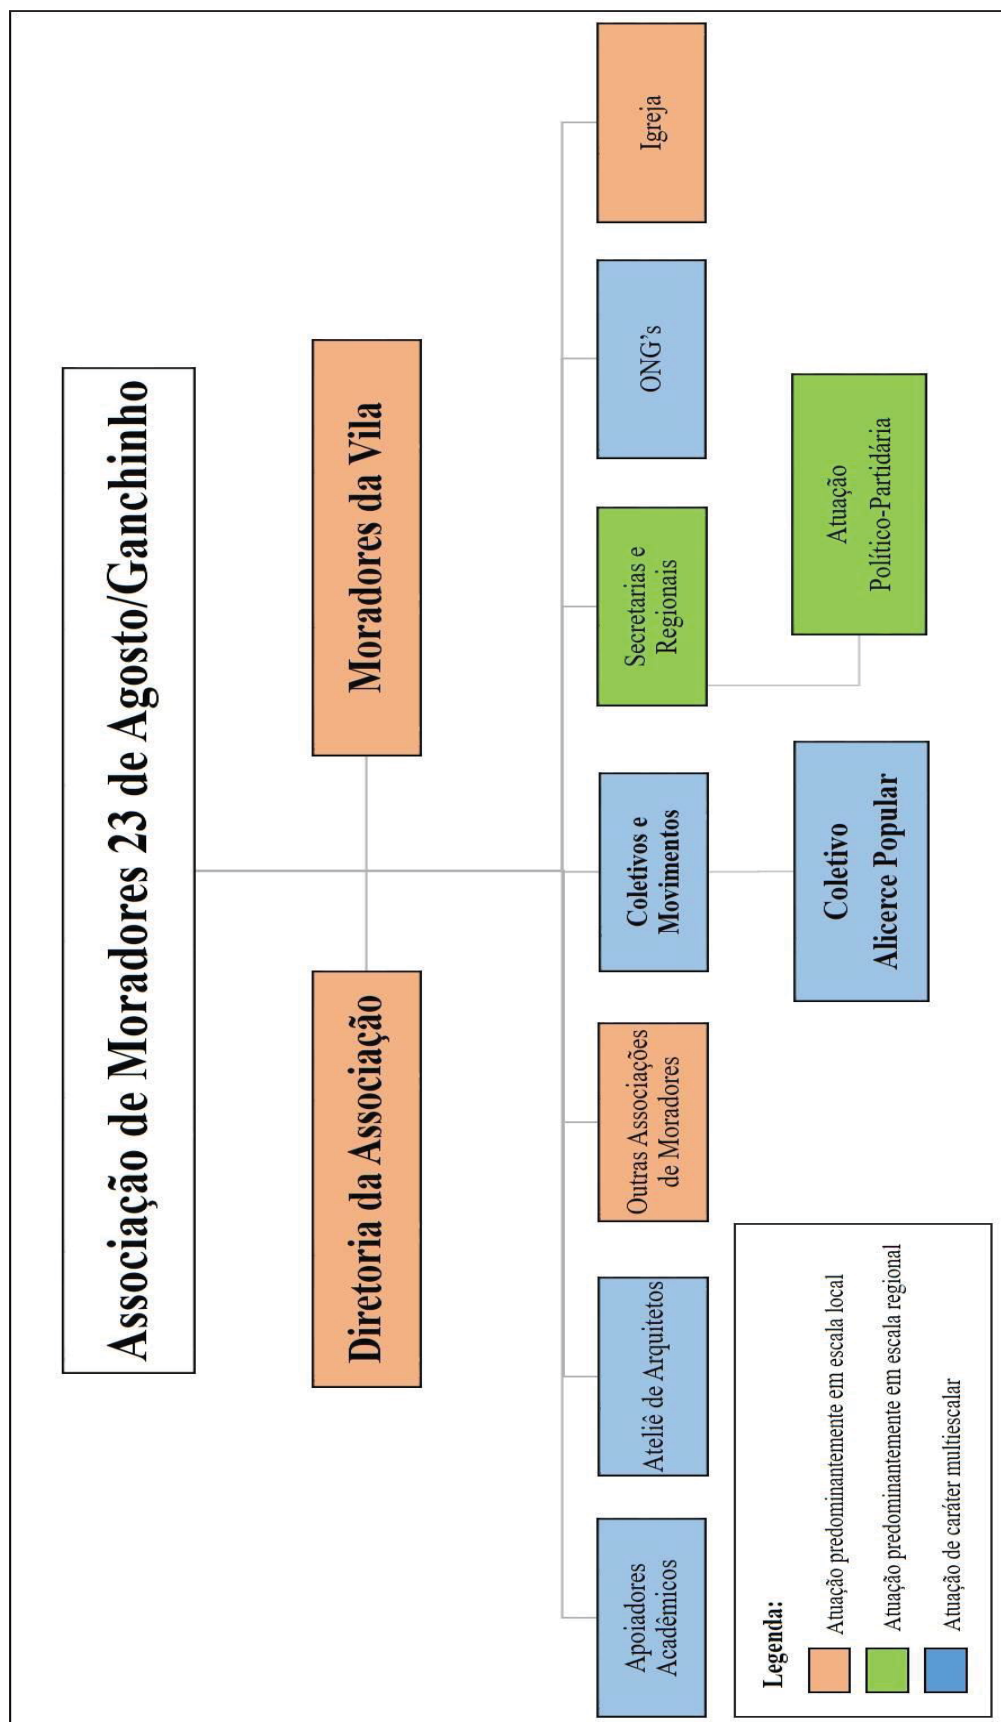 Associação de Moradores 23 de Agosto/Ganchinho
Diretoria da Associação
Moradores da Vila
Apoiadores
Acadêmicos
Ateliê de Arquitetos
Outras Associações
de Moradores
Coletivos e
Movimentos
Secretarias e
Regionais
ONG's
Igreja
Coletivo
Alicerce Popular
Atuação
Político-Partidária
Legenda:
Atuação predominantemente em escala local
Atuação predominantemente em escala regional
Atuação de caráter multiescalar